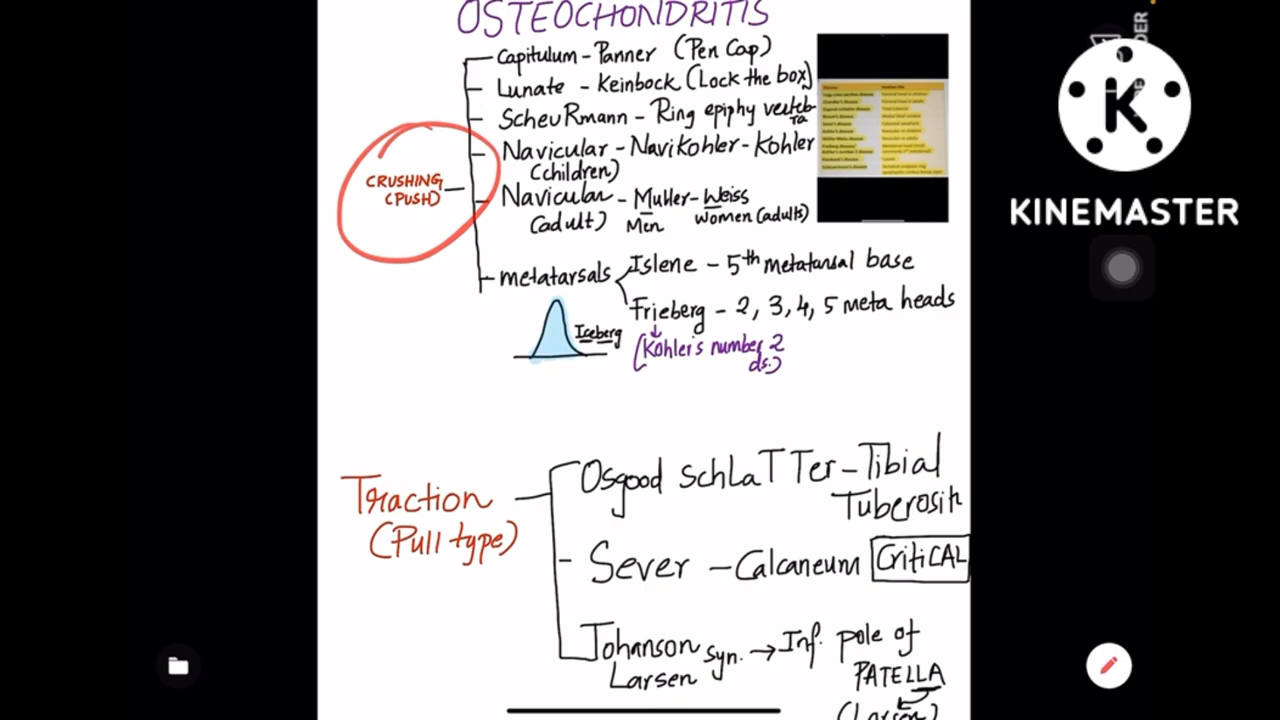 OSTEOCHONDRITIS
Capitulum - Panner (Pen Cap)
Lunate - Keinbock (Lock the box)
ScheuRmann - Ring epiphy vertebra
Navicular - NaviKohler - Kohler
(children)
Navicular - Muller - Weiss
(adult) Men women (adults)
CRUSHING
(PUSH)
metatarsals
Islene - 5th metatarsal base
Frieberg - 2, 3, 4, 5 meta heads
Iceberg
(Kohler's number 2
ds.)
Traction
(Pull type)
Osgood SchLaTTer - Tibial
Tuberosit
Sever - Calcaneum CritiCAL
Johanson syn. → Inf. pole of
Larsen PATELLA
(Larsen)
KINEMASTER